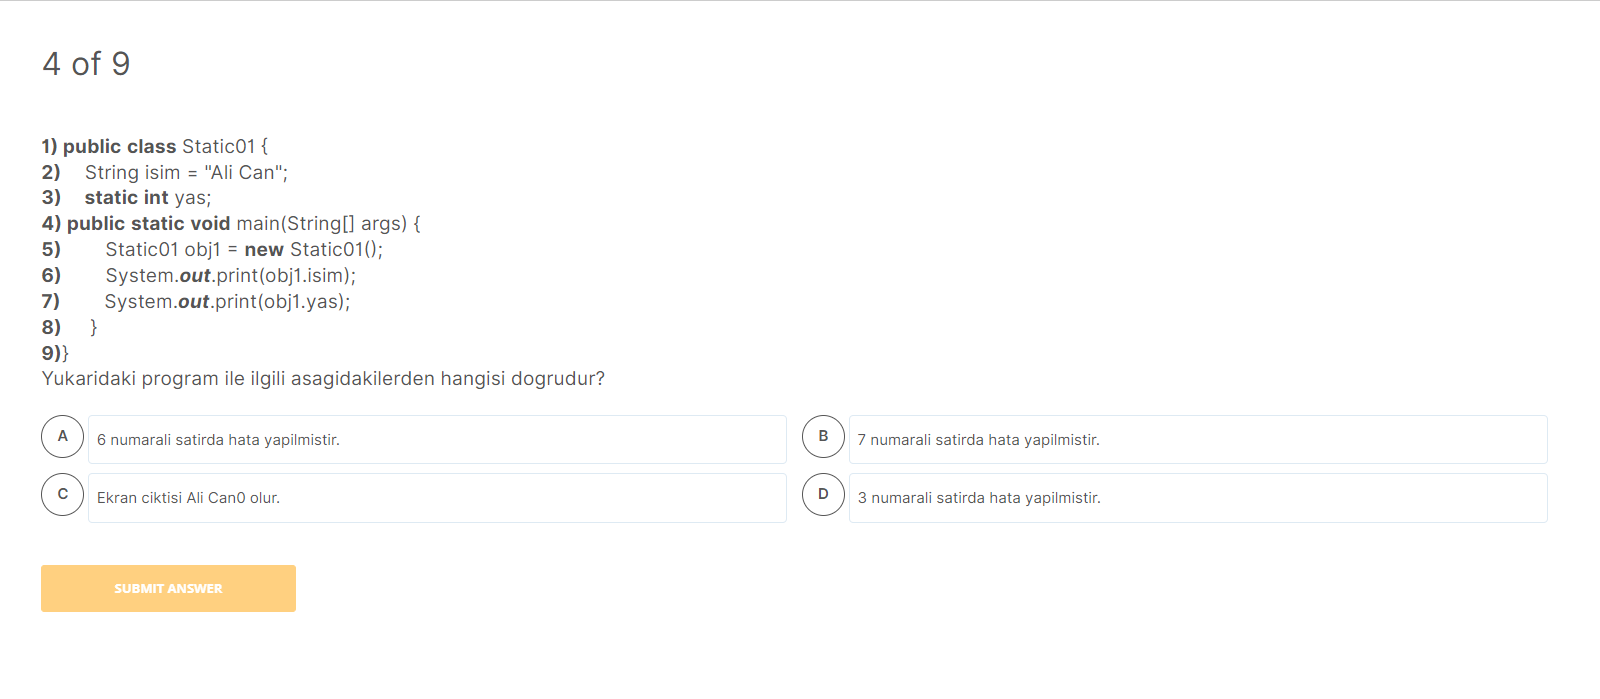 4 of 9
1) public class Static01 {
2) String isim = "Ali Can";
3) static int yas;
4) public static void main(String[] args) {
5) Static01 obj1 = new Static01();
6) System.out.print(obj1.isim);
7) System.out.print(obj1.yas);
8) }
9)}
Yukaridaki program ile ilgili asagidakilerden hangisi dogrudur?
A 6 numarali satirda hata yapilmistir.
B 7 numarali satirda hata yapilmistir.
C Ekran ciktisi Ali Can0 olur.
D 3 numarali satirda hata yapilmistir.
SUBMIT ANSWER